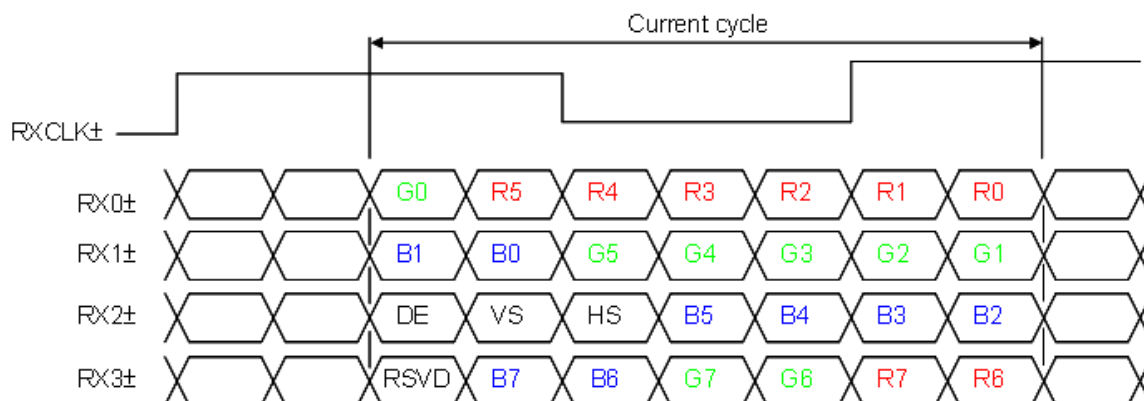 Current cycle
RXCLK±
RX0± G0 R5 R4 R3 R2 R1 R0
RX1± B1 B0 G5 G4 G3 G2 G1
RX2± DE VS HS B5 B4 B3 B2
RX3± RSVD B7 B6 G7 G6 R7 R6